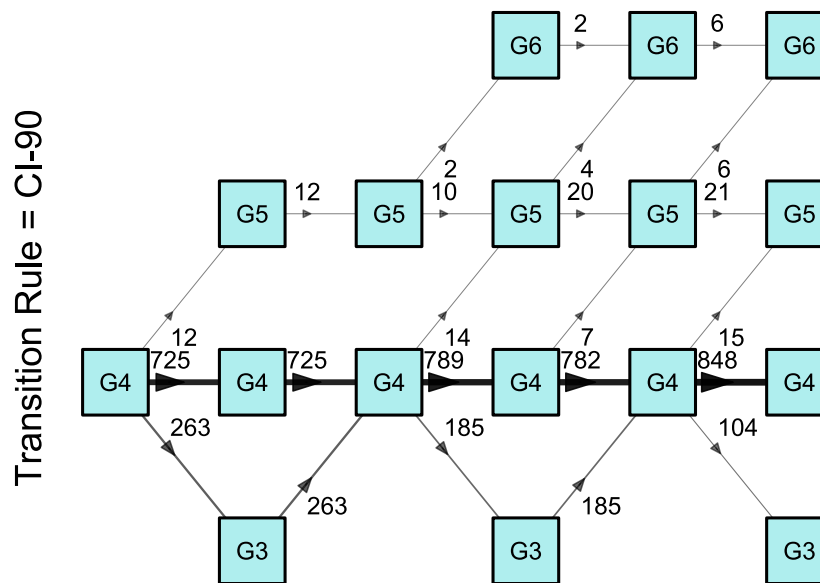 Transition Rule = CI-90
2 6
G6 G6 G6
2 4 6
12 10 20 21
G5 G5 G5 G5 G5
12 14 7 15
725 725 789 782 848
G4 G4 G4 G4 G4 G4
263 185 104
263 185
G3 G3 G3